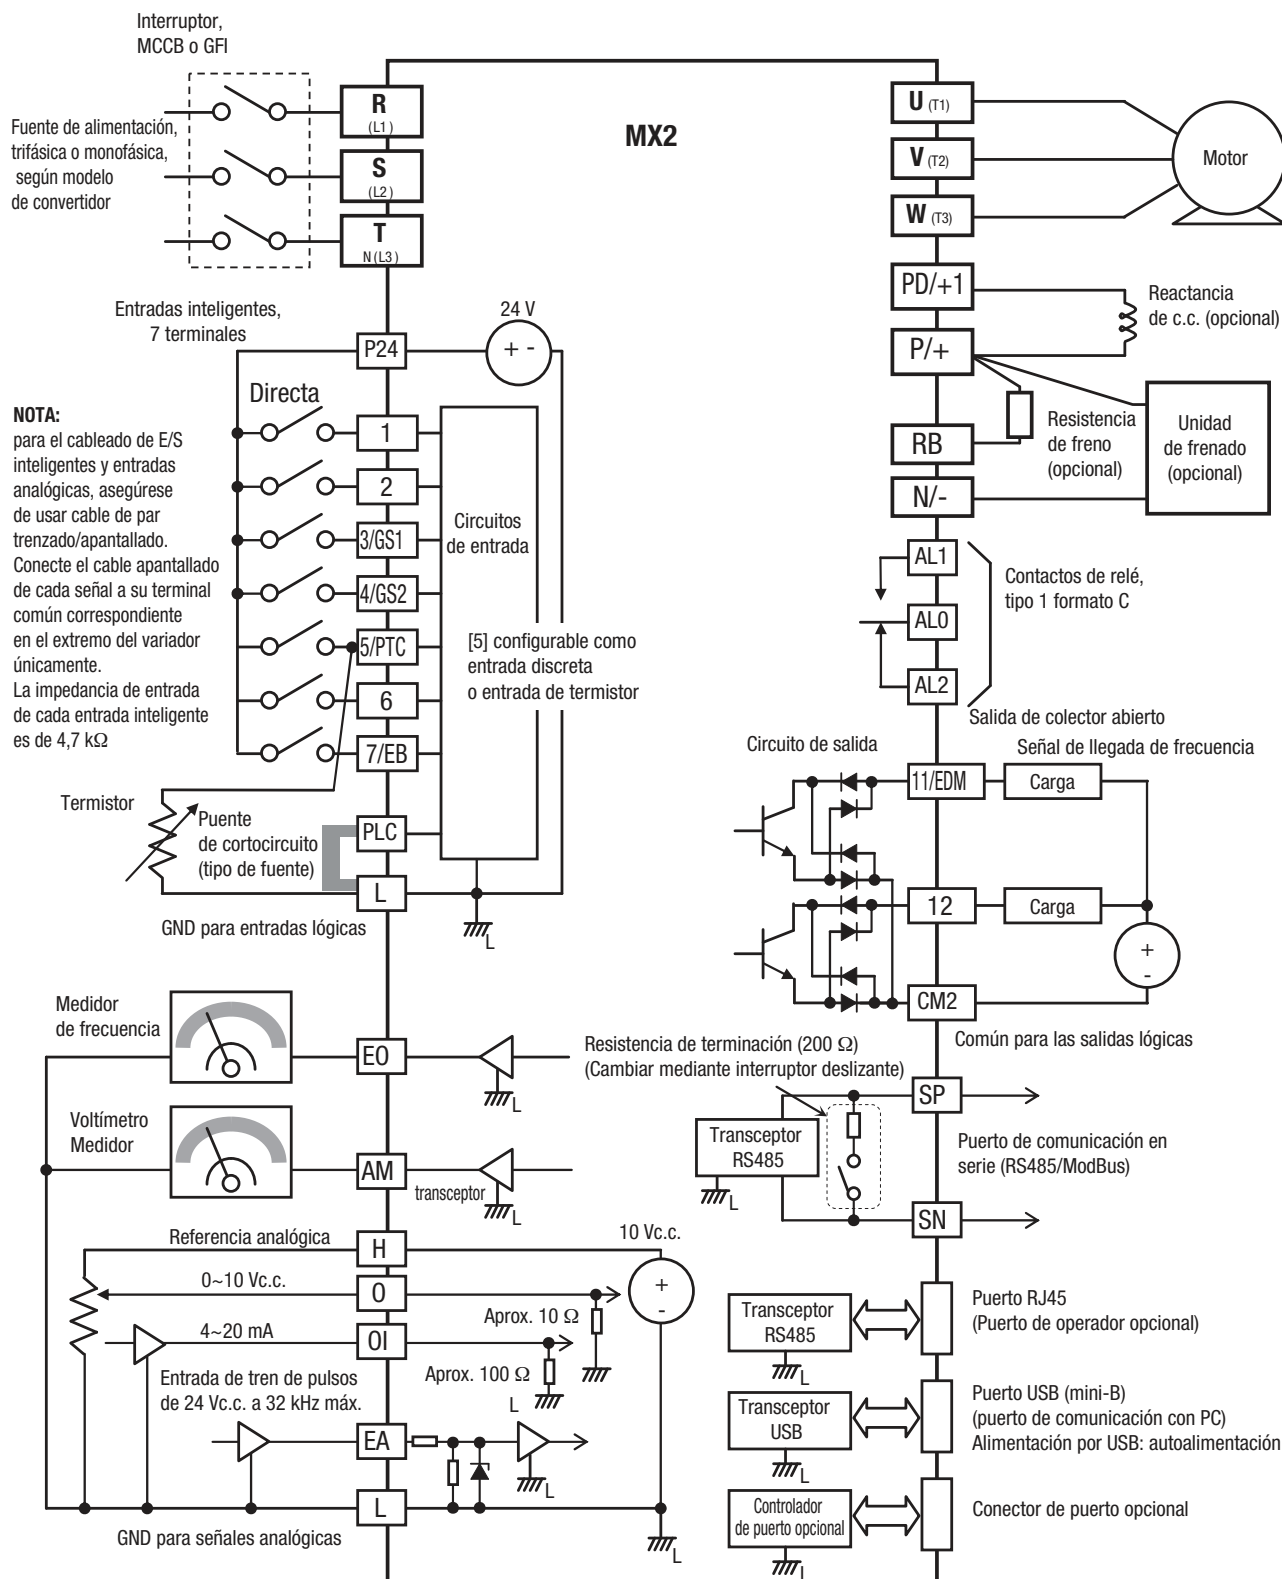 Interruptor,
MCCB o GFI
Fuente de alimentación,
trifásica o monofásica,
según modelo
de convertidor
R
(L1)
S
(L2)
T
N (L3)
MX2
U (T1)
V (T2)
W (T3)
Motor
PD/+1
P/+
RB
N/-
Reactancia
de c.c. (opcional)
Resistencia
de freno
(opcional)
Unidad
de frenado
(opcional)
Entradas inteligentes,
7 terminales
24 V
P24
+ -
Directa
NOTA:
para el cableado de E/S
inteligentes y entradas
analógicas, asegúrese
de usar cable de par
trenzado/apantallado.
Conecte el cable apantallado
de cada señal a su terminal
común correspondiente
en el extremo del variador
únicamente.
La impedancia de entrada
de cada entrada inteligente
es de 4,7 kΩ
1
2
3/GS1
4/GS2
5/PTC
6
7/EB
PLC
L
Circuitos
de entrada
[5] configurable como
entrada discreta
o entrada de termistor
AL1
AL0
AL2
Contactos de relé,
tipo 1 formato C
Salida de colector abierto
Circuito de salida
Señal de llegada de frecuencia
11/EDM
Carga
12
Carga
+
-
CM2
Común para las salidas lógicas
Termistor
Puente
de cortocircuito
(tipo de fuente)
GND para entradas lógicas
L
Medidor
de frecuencia
EO
L
Voltímetro
Medidor
AM
transceptor
L
Resistencia de terminación (200 Ω)
(Cambiar mediante interruptor deslizante)
SP
Transceptor
RS485
L
Puerto de comunicación en
serie (RS485/ModBus)
SN
Referencia analógica
H
10 Vc.c.
0~10 Vc.c.
O
+
-
Aprox. 10 Ω
4~20 mA
OI
Aprox. 100 Ω
Entrada de tren de pulsos
de 24 Vc.c. a 32 kHz máx.
L
EA
L
L
GND para señales analógicas
L
Transceptor
RS485
L
Puerto RJ45
(Puerto de operador opcional)
Transceptor
USB
L
Puerto USB (mini-B)
(puerto de comunicación con PC)
Alimentación por USB: autoalimentación
Controlador
de puerto opcional
L
Conector de puerto opcional